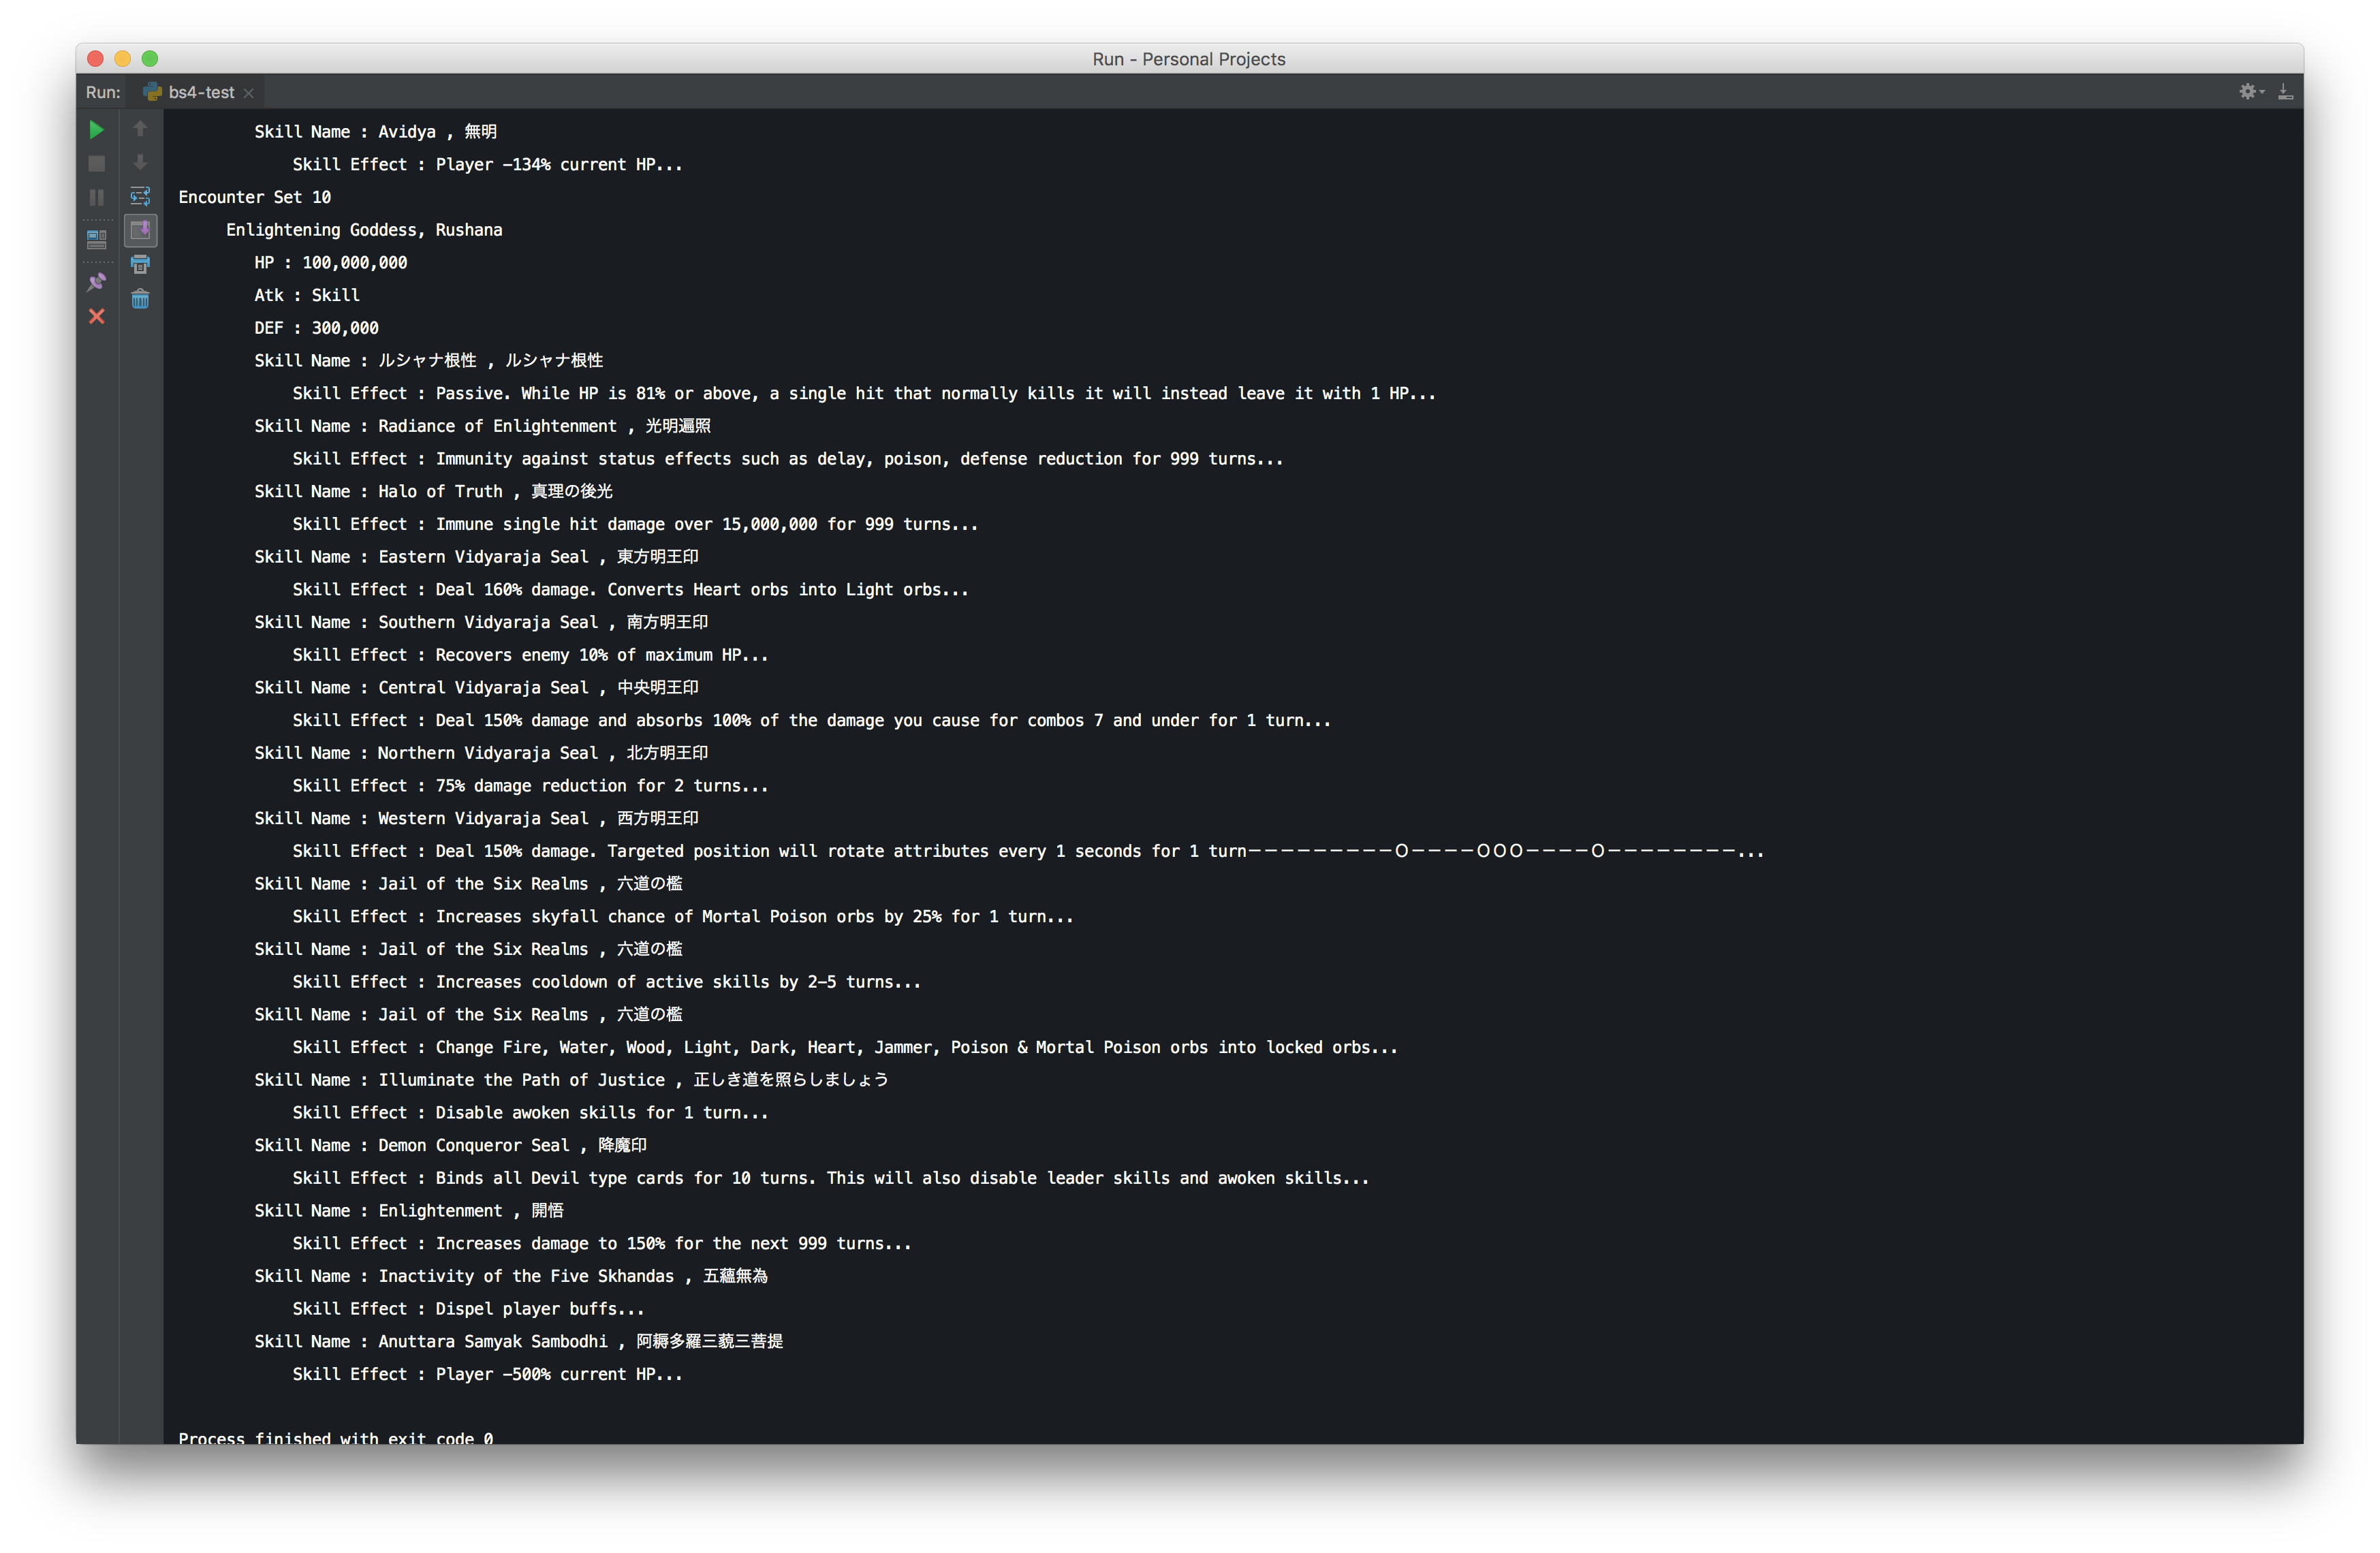 Run - Personal Projects
Run: bs4-test
Skill Name : Avidya , 無明
Skill Effect : Player -134% current HP...
Encounter Set 10
Enlightening Goddess, Rushana
HP : 100,000,000
Atk : Skill
DEF : 300,000
Skill Name : ルシャナ根性 , ルシャナ根性
Skill Effect : Passive. While HP is 81% or above, a single hit that normally kills it will instead leave it with 1 HP...
Skill Name : Radiance of Enlightenment , 光明遍照
Skill Effect : Immunity against status effects such as delay, poison, defense reduction for 999 turns...
Skill Name : Halo of Truth , 真理の後光
Skill Effect : Immune single hit damage over 15,000,000 for 999 turns...
Skill Name : Eastern Vidyaraja Seal , 東方明王印
Skill Effect : Deal 160% damage. Converts Heart orbs into Light orbs...
Skill Name : Southern Vidyaraja Seal , 南方明王印
Skill Effect : Recovers enemy 10% of maximum HP...
Skill Name : Central Vidyaraja Seal , 中央明王印
Skill Effect : Deal 150% damage and absorbs 100% of the damage you cause for combos 7 and under for 1 turn...
Skill Name : Northern Vidyaraja Seal , 北方明王印
Skill Effect : 75% damage reduction for 2 turns...
Skill Name : Western Vidyaraja Seal , 西方明王印
Skill Effect : Deal 150% damage. Targeted position will rotate attributes every 1 seconds for 1 turn－－－－－－－－－Ｏ－－－－ＯＯＯ－－－－Ｏ－－－－－－－－...
Skill Name : Jail of the Six Realms , 六道の檻
Skill Effect : Increases skyfall chance of Mortal Poison orbs by 25% for 1 turn...
Skill Name : Jail of the Six Realms , 六道の檻
Skill Effect : Increases cooldown of active skills by 2-5 turns...
Skill Name : Jail of the Six Realms , 六道の檻
Skill Effect : Change Fire, Water, Wood, Light, Dark, Heart, Jammer, Poison & Mortal Poison orbs into locked orbs...
Skill Name : Illuminate the Path of Justice , 正しき道を照らしましょう
Skill Effect : Disable awoken skills for 1 turn...
Skill Name : Demon Conqueror Seal , 降魔印
Skill Effect : Binds all Devil type cards for 10 turns. This will also disable leader skills and awoken skills...
Skill Name : Enlightenment , 開悟
Skill Effect : Increases damage to 150% for the next 999 turns...
Skill Name : Inactivity of the Five Skhandas , 五蘊無為
Skill Effect : Dispel player buffs...
Skill Name : Anuttara Samyak Sambodhi , 阿耨多羅三藐三菩提
Skill Effect : Player -500% current HP...
Process finished with exit code 0